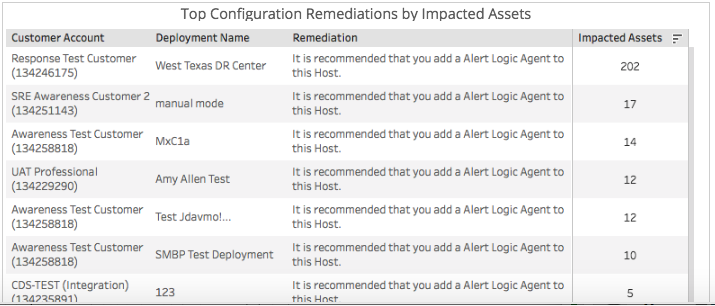 Top Configuration Remediations by Impacted Assets
Customer Account Deployment Name Remediation Impacted Assets
Response Test Customer
(134246175) West Texas DR Center It is recommended that you add a Alert Logic Agent to
this Host. 202
SRE Awareness Customer 2
(134251143) manual mode It is recommended that you add a Alert Logic Agent to
this Host. 17
Awareness Test Customer
(134258818) MxC1a It is recommended that you add a Alert Logic Agent to
this Host. 14
UAT Professional
(134229290) Amy Allen Test It is recommended that you add a Alert Logic Agent to
this Host. 12
Awareness Test Customer
(134258818) Test Jdavmo!... It is recommended that you add a Alert Logic Agent to
this Host. 12
Awareness Test Customer
(134258818) SMBP Test Deployment It is recommended that you add a Alert Logic Agent to
this Host. 10
CDS-TEST (Integration)
(134235891) 123 It is recommended that you add a Alert Logic Agent to
this Host. 5